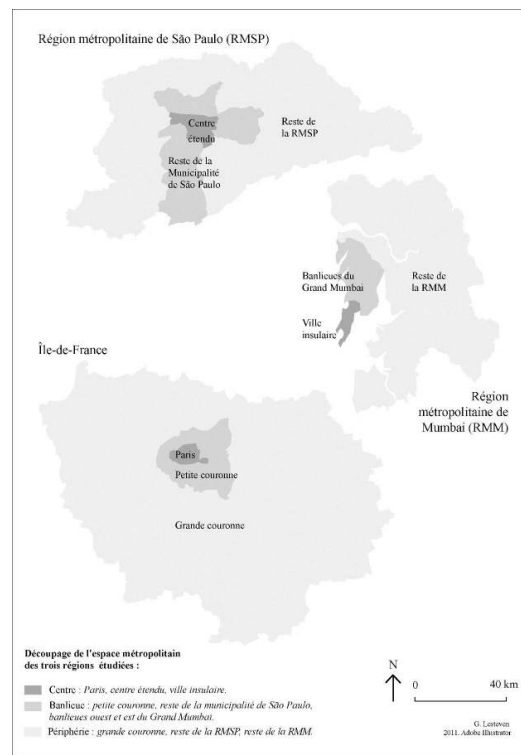 Région métropolitaine de São Paulo (RMSP)
Centre
étendu
Reste de
la RMSP
Reste de la
Municipalité
de São Paulo
Banlieues du
Grand Mumbai
Reste de
la RMM
Ville
insulaire
Île-de-France
Région
métropolitaine de
Mumbai (RMM)
Paris
Petite couronne
Grande couronne
Découpage de l'espace métropolitain
des trois régions étudiées :
Centre : Paris, centre étendu, ville insulaire.
Banlieue : petite couronne, reste de la municipalité de São Paulo,
banlieues ouest et est du Grand Mumbai.
Périphérie : grande couronne, reste de la RMSP, reste de la RMM.
N
0 40 km
G. Lesteven
2011. Adobe Illustrator